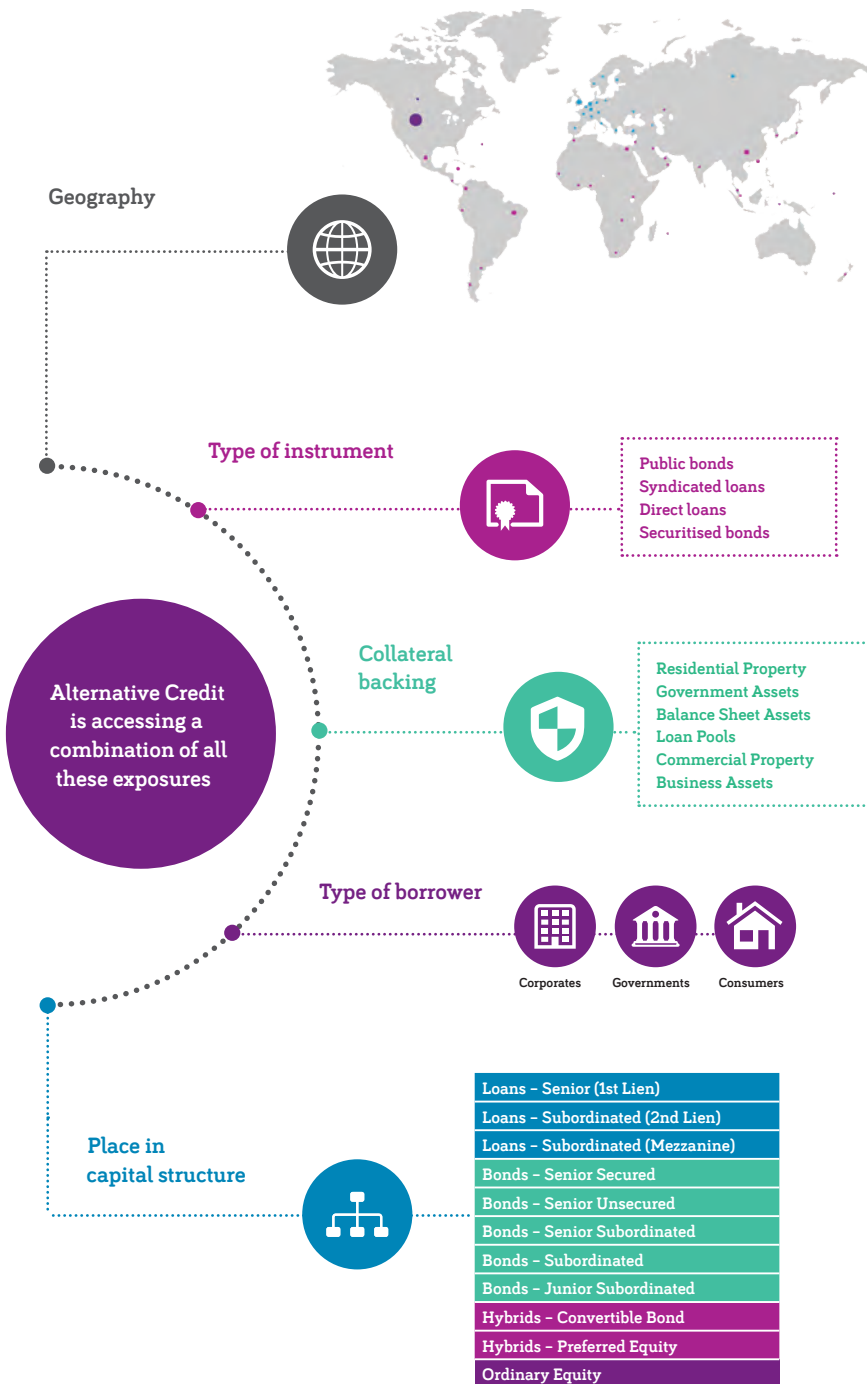 Geography
Type of instrument
Public bonds
Syndicated loans
Direct loans
Securitised bonds
Alternative Credit
is accessing a
combination of all
these exposures
Collateral
backing
Residential Property
Government Assets
Balance Sheet Assets
Loan Pools
Commercial Property
Business Assets
Type of borrower
Corporates
Governments
Consumers
Place in
capital structure
Loans – Senior (1st Lien)
Loans – Subordinated (2nd Lien)
Loans – Subordinated (Mezzanine)
Bonds – Senior Secured
Bonds – Senior Unsecured
Bonds – Senior Subordinated
Bonds – Subordinated
Bonds – Junior Subordinated
Hybrids – Convertible Bond
Hybrids – Preferred Equity
Ordinary Equity